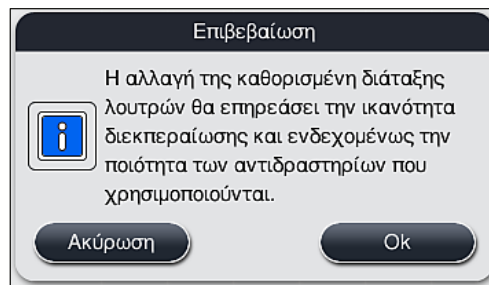 Επιβεβαίωση
Η αλλαγή της καθορισμένη διάταξης
λουτρών θα επηρεάσει την ικανότητα
διεκπεραίωσης και ενδεχομένως την
ποιότητα των αντιδραστηρίων που
χρησιμοποιούνται.
Ακύρωση Ok